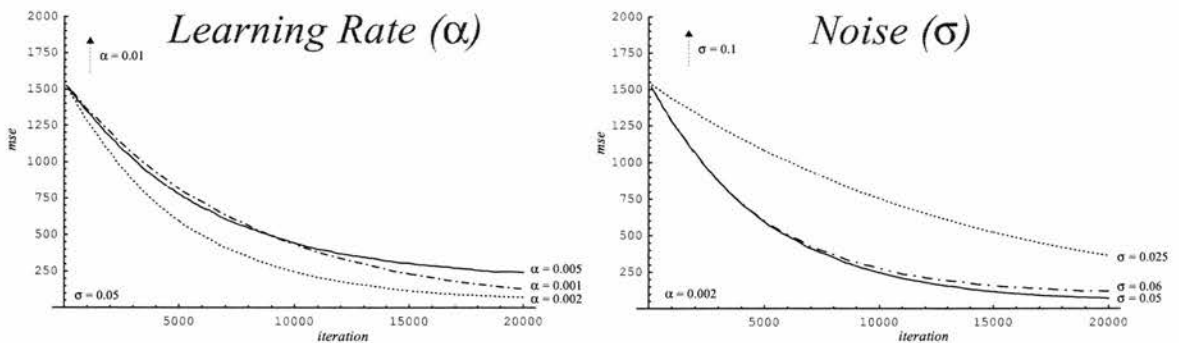 Learning Rate (α)
2000
1750
1500
1250
1000
750
500
250
mse
α = 0.01
α = 0.005
α = 0.001
α = 0.002
σ = 0.05
5000
10000
15000
20000
iteration
Noise (σ)
2000
1750
1500
1250
1000
750
500
250
mse
σ = 0.1
σ = 0.025
σ = 0.06
σ = 0.05
α = 0.002
5000
10000
15000
20000
iteration